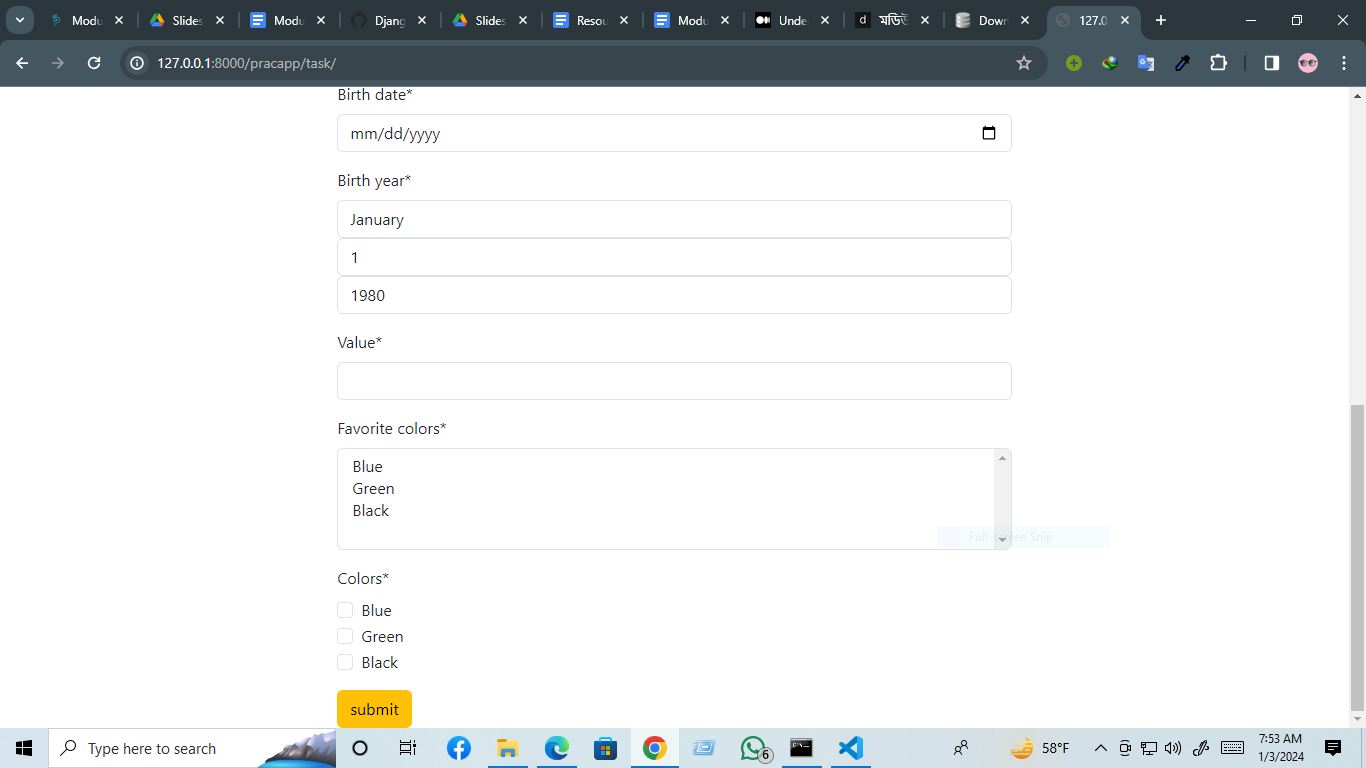 Modu
Slides
Modu
Djang
Slides
Resou
Modu
Unde
মডিউ
Down
127.0
127.0.0.1:8000/pracapp/task/
Birth date*
mm/dd/yyyy
Birth year*
January
1
1980
Value*
Favorite colors*
Blue
Green
Black
Full-screen Snip
Colors*
Blue
Green
Black
submit
Type here to search
6
58°F
7:53 AM
1/3/2024